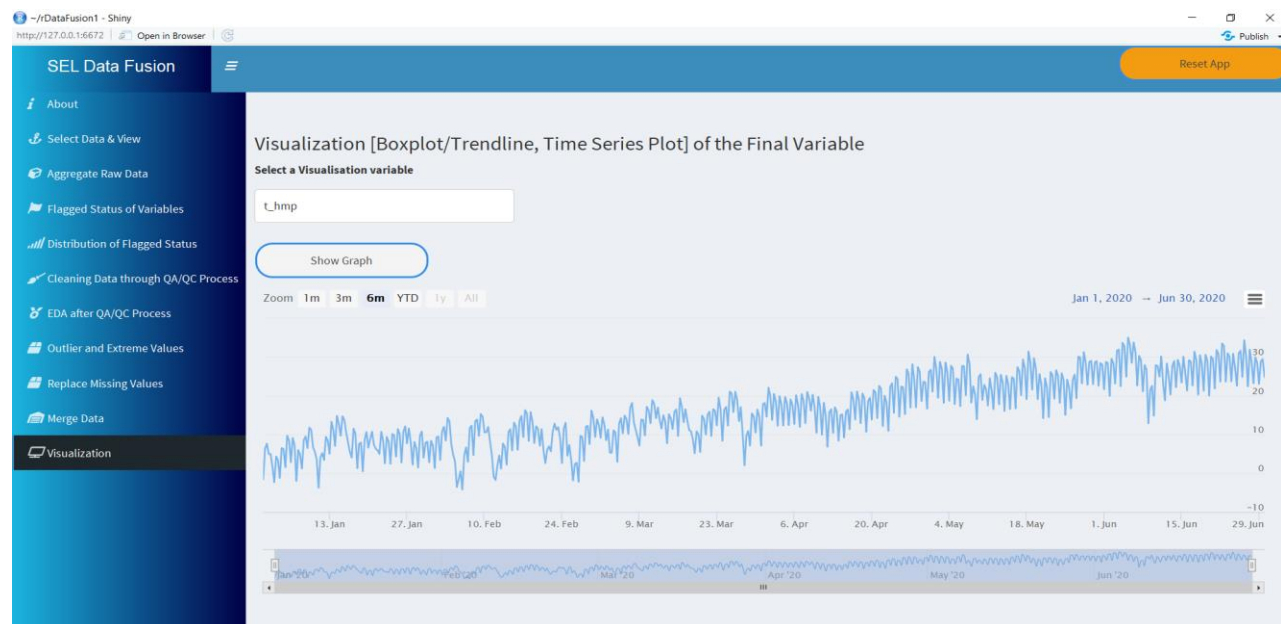 ~/rDataFusion1 - Shiny
http://127.0.0.1:6672 Open in Browser Publish
SEL Data Fusion Reset App
About
Select Data & View
Aggregate Raw Data
Flagged Status of Variables
Distribution of Flagged Status
Cleaning Data through QA/QC Process
EDA after QA/QC Process
Outlier and Extreme Values
Replace Missing Values
Merge Data
Visualization
Visualization [Boxplot/Trendline, Time Series Plot] of the Final Variable
Select a Visualisation variable
t_hmp
Show Graph
Zoom 1m 3m 6m YTD 1y All Jan 1, 2020 → Jun 30, 2020
30
20
10
0
-10
13. Jan 27. Jan 10. Feb 24. Feb 9. Mar 23. Mar 6. Apr 20. Apr 4. May 18. May 1. Jun 15. Jun 29. Jun
Jan '20 Feb '20 Mar '20 Apr '20 May '20 Jun '20